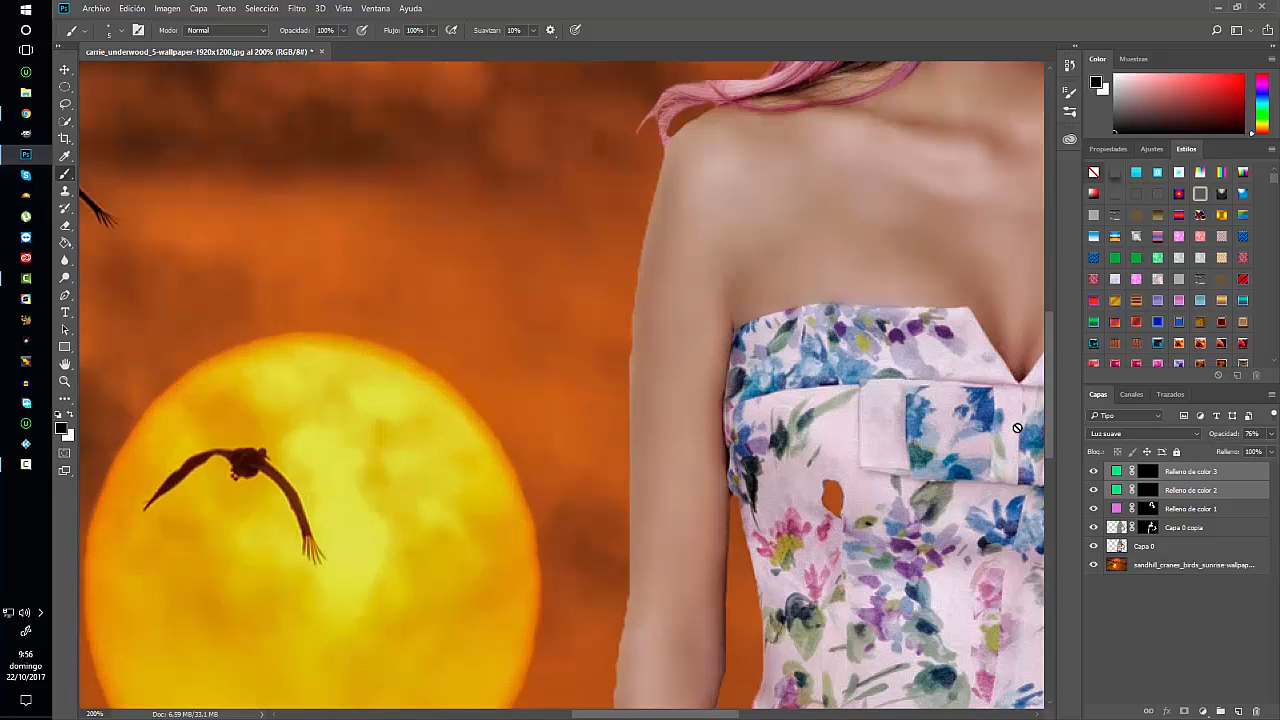 Archivo Edición Imagen Capa Texto Selección Filtro 3D Vista Ventana Ayuda
5 Modo: Normal Opacidad: 100% Flujo: 100% Suavizar: 10%
carrie_underwood_5-wallpaper-1920x1200.jpg al 200% (RGB/8#) *
Color Muestras
Propiedades Ajustes Estilos
Capas Canales Trazados
Tipo
Luz suave Opacidad: 76%
Bloq.: Relleno: 100%
Relleno de color 3
Relleno de color 2
Relleno de color 1
Capa 0 copia
Capa 0
sandhill_cranes_birds_sunrise-wallpap...
9:56
domingo
22/10/2017
200% Doc: 6.59 MB/33.1 MB